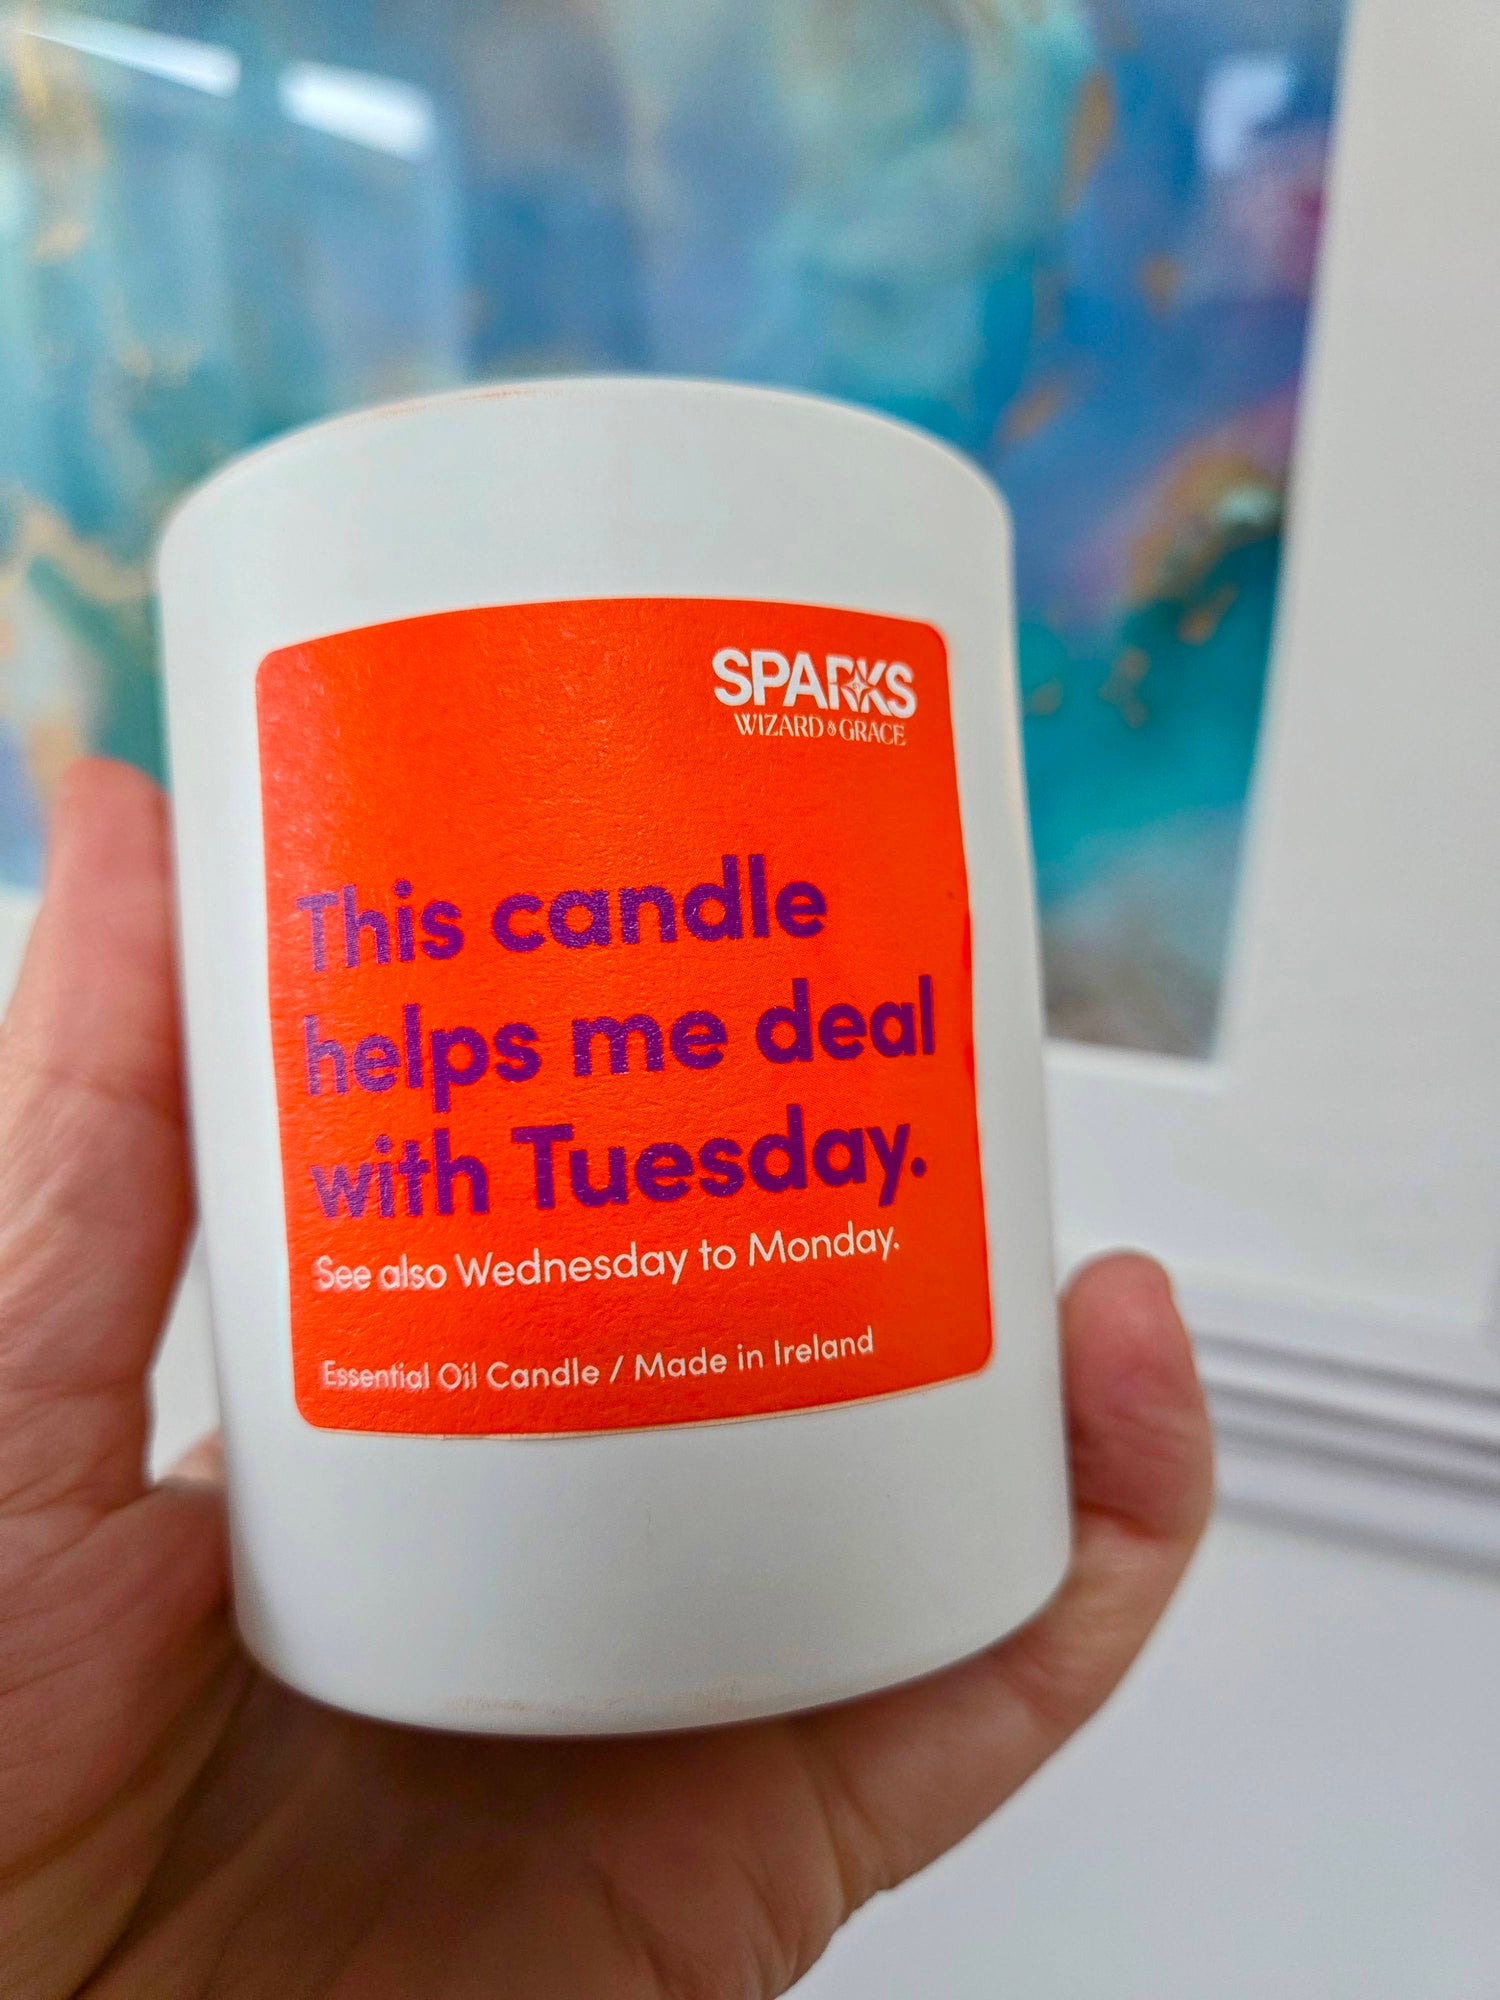 SPARKS
WIZARD & GRACE
This candle
helps me deal
with Tuesday.
See also Wednesday to Monday.
Essential Oil Candle / Made in Ireland